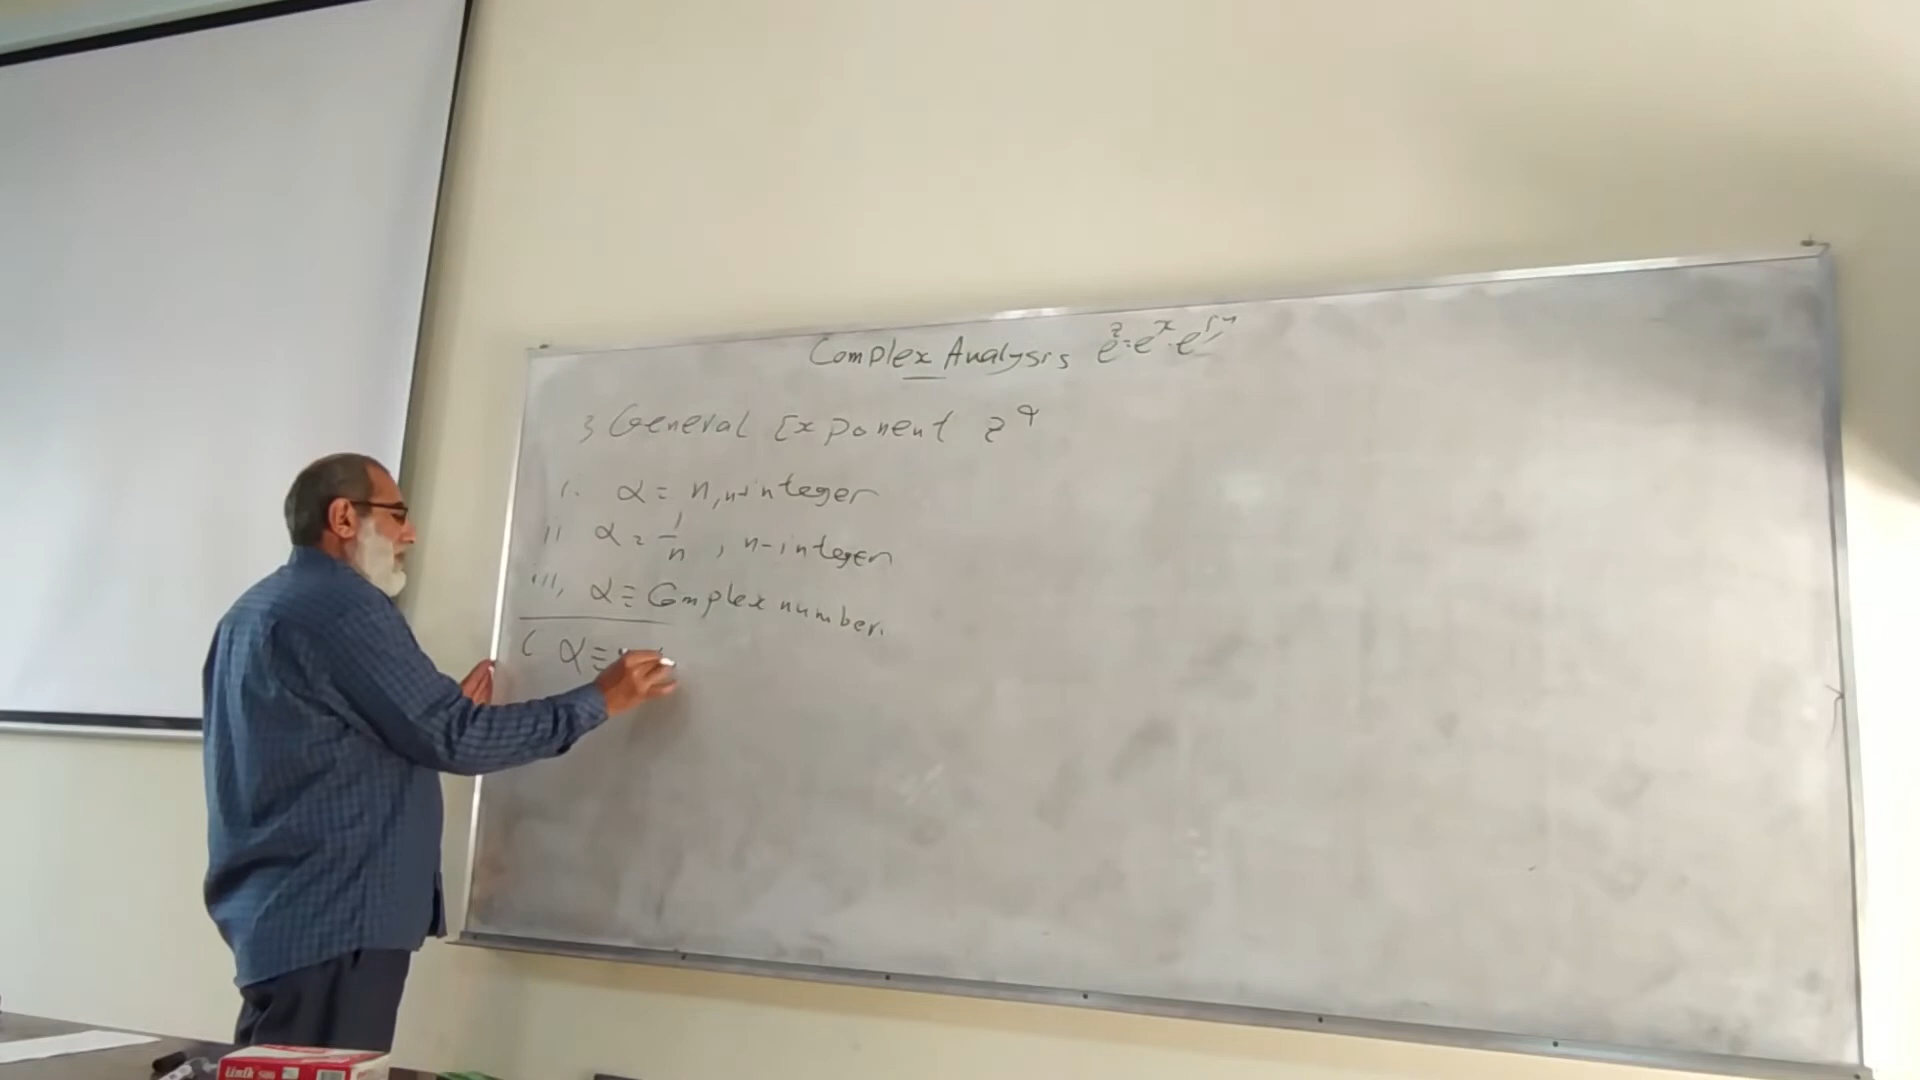 Complex Analysis e^z = e^x · e^iy
3 General Exponent z^α
i. α = n, n-integer
ii α = 1/n , n-integer
iii, α ≡ Complex number.
i α ≡